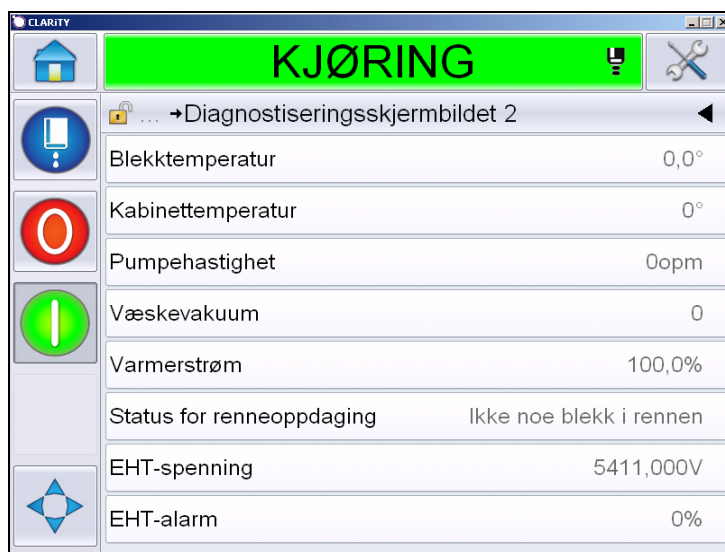 CLARiTY
KJØRING
... →Diagnostiseringsskjermbildet 2
Blekktemperatur 0,0°
Kabinettemperatur 0°
Pumpehastighet 0opm
Væskevakuum 0
Varmerstrøm 100,0%
Status for renneoppdaging Ikke noe blekk i rennen
EHT-spenning 5411,000V
EHT-alarm 0%